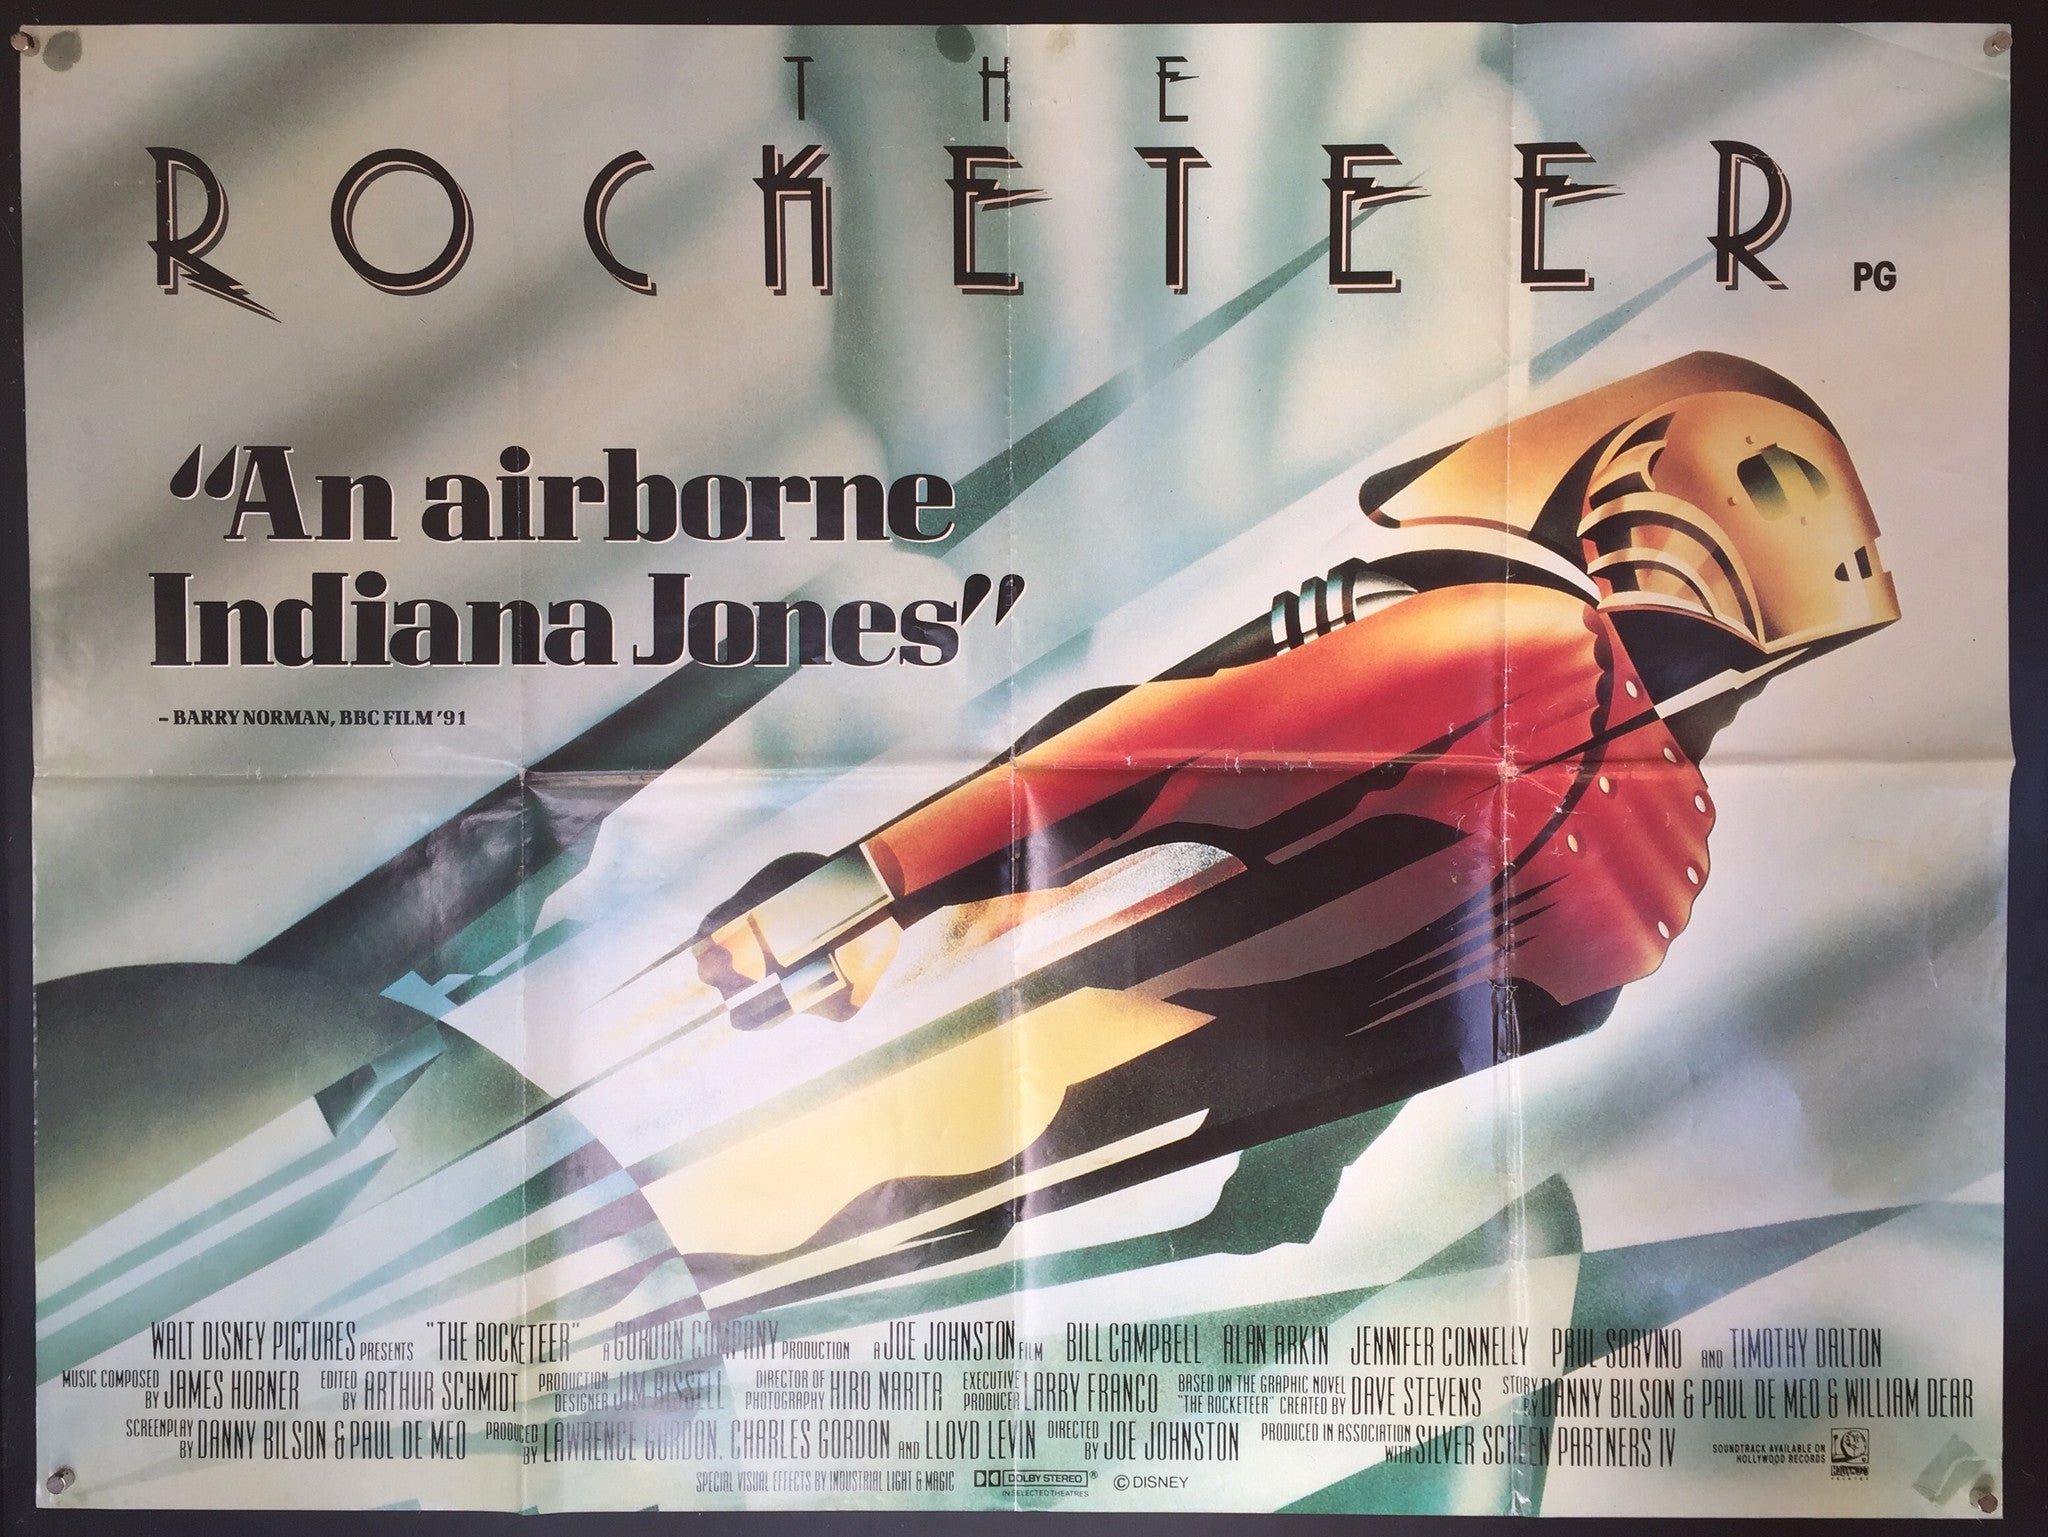 THE
ROCKETEER
PG
“An airborne
Indiana Jones”
– BARRY NORMAN, BBC FILM '91
WALT DISNEY PICTURES PRESENTS "THE ROCKETEER" A GORDON COMPANY PRODUCTION A JOE JOHNSTON FILM BILL CAMPBELL ALAN ARKIN JENNIFER CONNELLY PAUL SORVINO AND TIMOTHY DALTON
MUSIC COMPOSED BY JAMES HORNER EDITED BY ARTHUR SCHMIDT PRODUCTION DESIGNER JIM BISSELL DIRECTOR OF PHOTOGRAPHY HIRO NARITA EXECUTIVE PRODUCER LARRY FRANCO BASED ON THE GRAPHIC NOVEL "THE ROCKETEER" CREATED BY DAVE STEVENS STORY BY DANNY BILSON & PAUL DE MEO & WILLIAM DEAR
SCREENPLAY BY DANNY BILSON & PAUL DE MEO PRODUCED BY LAWRENCE GORDON, CHARLES GORDON AND LLOYD LEVIN DIRECTED BY JOE JOHNSTON PRODUCED IN ASSOCIATION WITH SILVER SCREEN PARTNERS IV
SOUNDTRACK AVAILABLE ON HOLLYWOOD RECORDS
SPECIAL VISUAL EFFECTS BY INDUSTRIAL LIGHT & MAGIC DOLBY STEREO ® IN SELECTED THEATRES © DISNEY